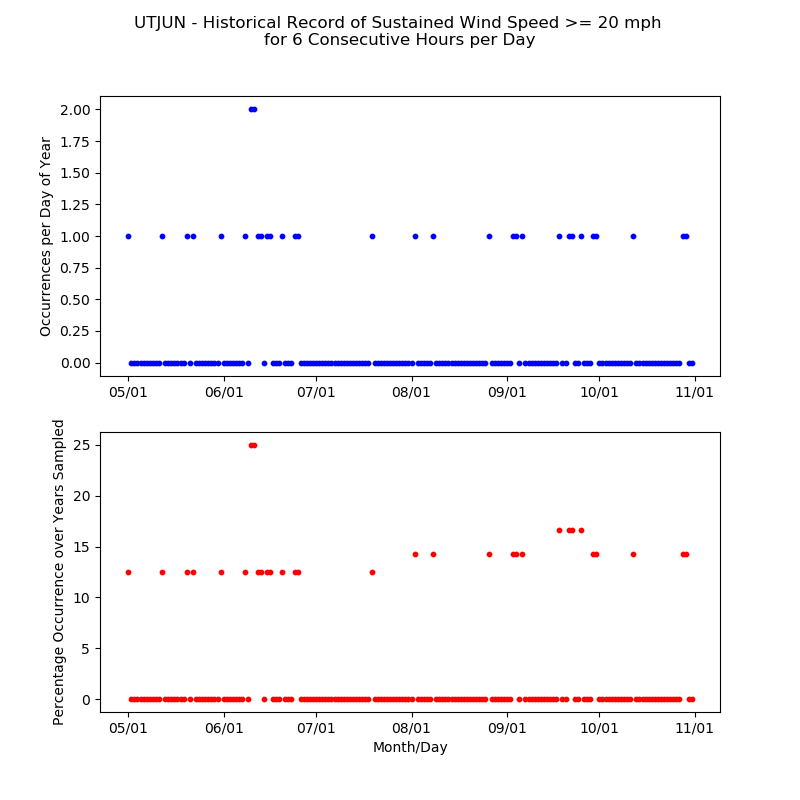 UTJUN - Historical Record of Sustained Wind Speed >= 20 mph
for 6 Consecutive Hours per Day
Occurrences per Day of Year
2.00
1.75
1.50
1.25
1.00
0.75
0.50
0.25
0.00
05/01 06/01 07/01 08/01 09/01 10/01 11/01
Percentage Occurrence over Years Sampled
25
20
15
10
5
0
05/01 06/01 07/01 08/01 09/01 10/01 11/01
Month/Day